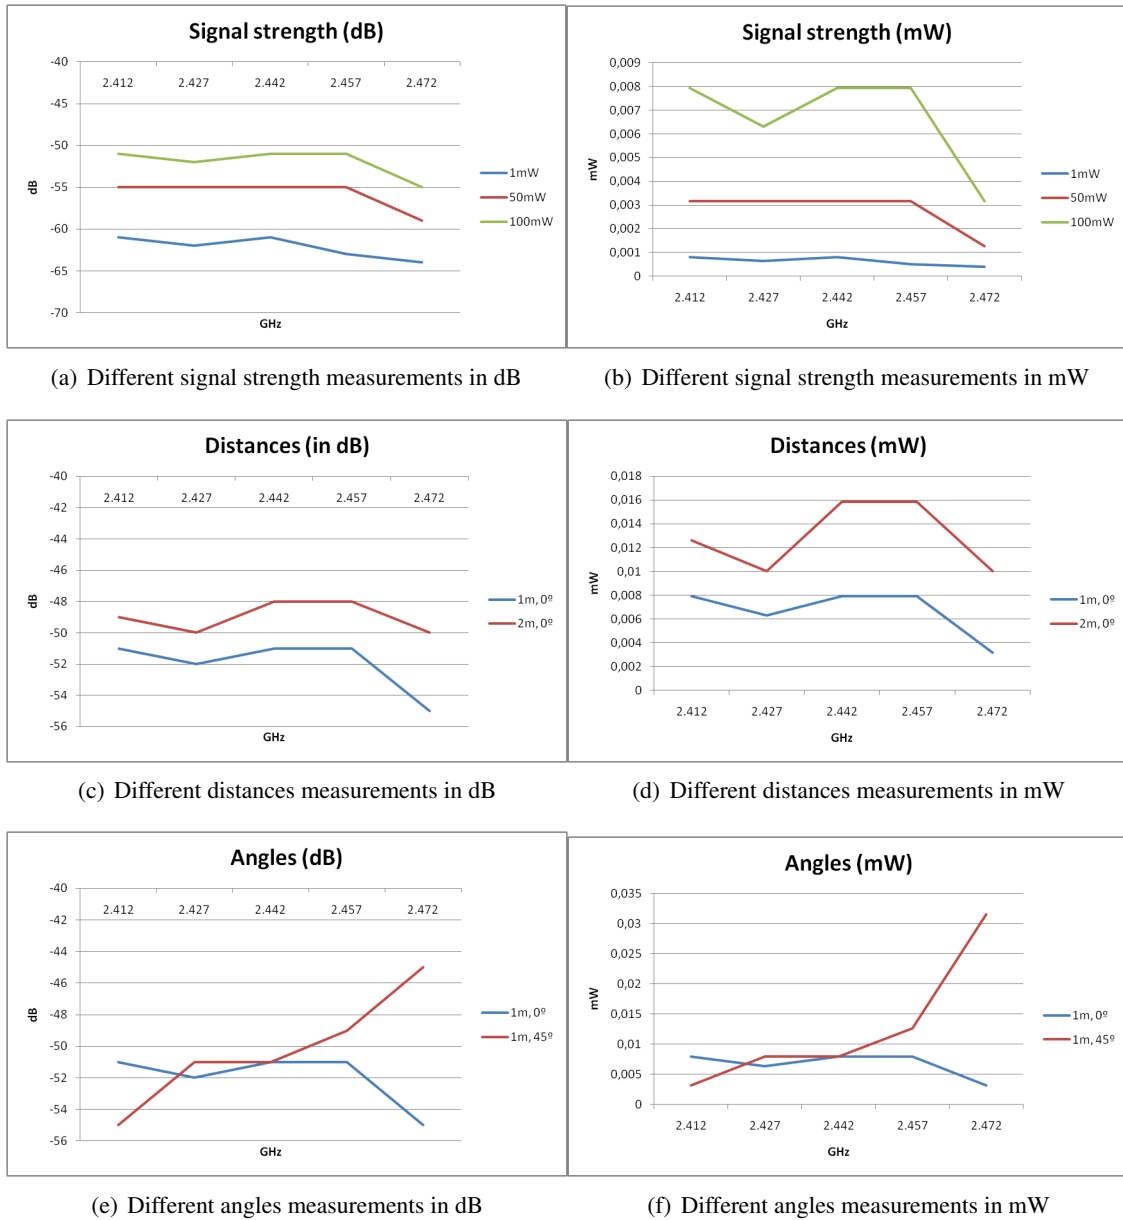 Signal strength (dB)
-40
2.412 2.427 2.442 2.457 2.472
-45
-50
-55
-60
-65
-70
dB
GHz
1mW
50mW
100mW
Signal strength (mW)
0,009
0,008
0,007
0,006
0,005
0,004
0,003
0,002
0,001
0
mW
2.412 2.427 2.442 2.457 2.472
GHz
1mW
50mW
100mW
(a) Different signal strength measurements in dB
(b) Different signal strength measurements in mW
Distances (in dB)
-40
2.412 2.427 2.442 2.457 2.472
-42
-44
-46
-48
-50
-52
-54
-56
dB
GHz
1m, 0º
2m, 0º
Distances (mW)
0,018
0,016
0,014
0,012
0,01
0,008
0,006
0,004
0,002
0
mW
2.412 2.427 2.442 2.457 2.472
GHz
1m, 0º
2m, 0º
(c) Different distances measurements in dB
(d) Different distances measurements in mW
Angles (dB)
-40
2.412 2.427 2.442 2.457 2.472
-42
-44
-46
-48
-50
-52
-54
-56
dB
GHz
1m, 0º
1m, 45º
Angles (mW)
0,035
0,03
0,025
0,02
0,015
0,01
0,005
0
mW
2.412 2.427 2.442 2.457 2.472
GHz
1m, 0º
1m, 45º
(e) Different angles measurements in dB
(f) Different angles measurements in mW